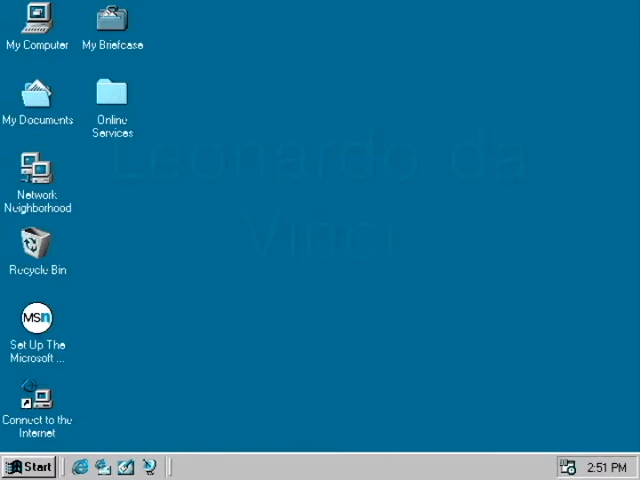 My Computer
My Briefcase
My Documents
Online
Services
Leonardo da
Vinci
Network
Neighborhood
Recycle Bin
MSn
Set Up The
Microsoft ...
Connect to the
Internet
Start
2:51 PM